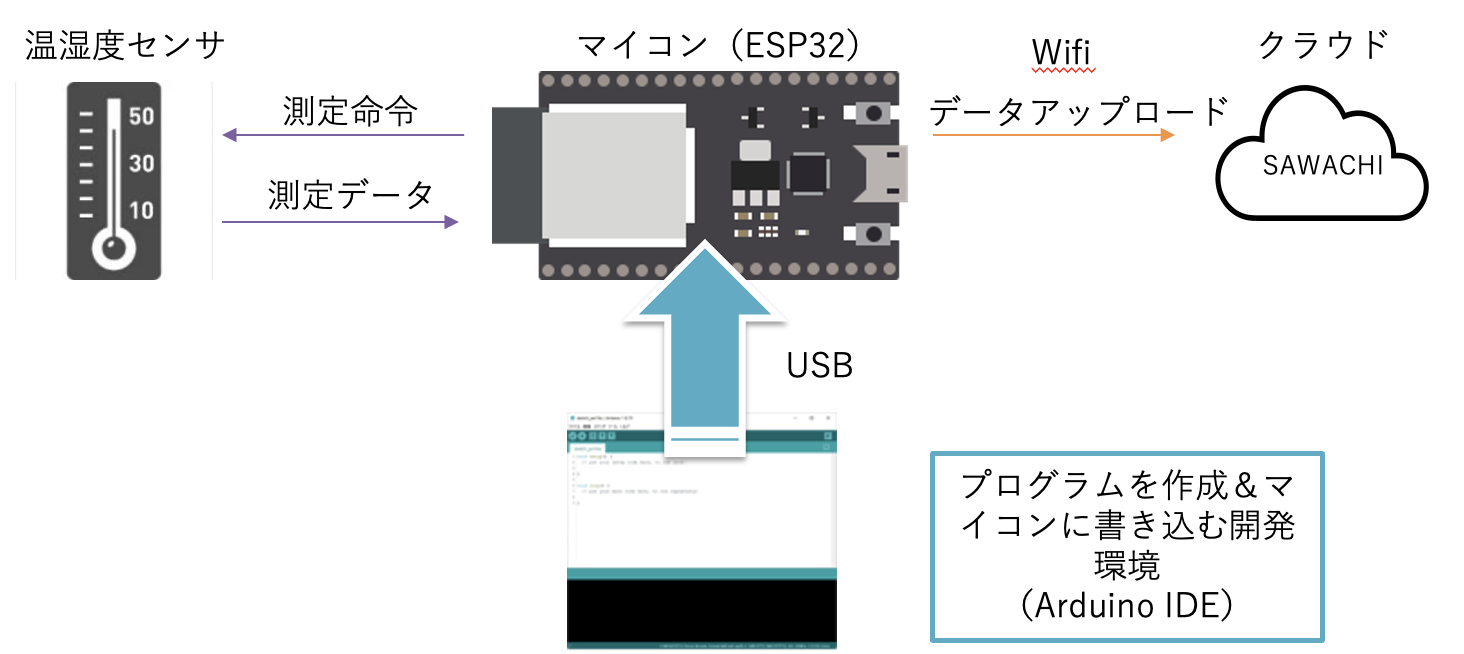 温湿度センサ
マイコン（ESP32）
Wifi
クラウド
測定命令
データアップロード
50
30
10
測定データ
SAWACHI
USB
プログラムを作成＆マ
イコンに書き込む開発
環境
（Arduino IDE）